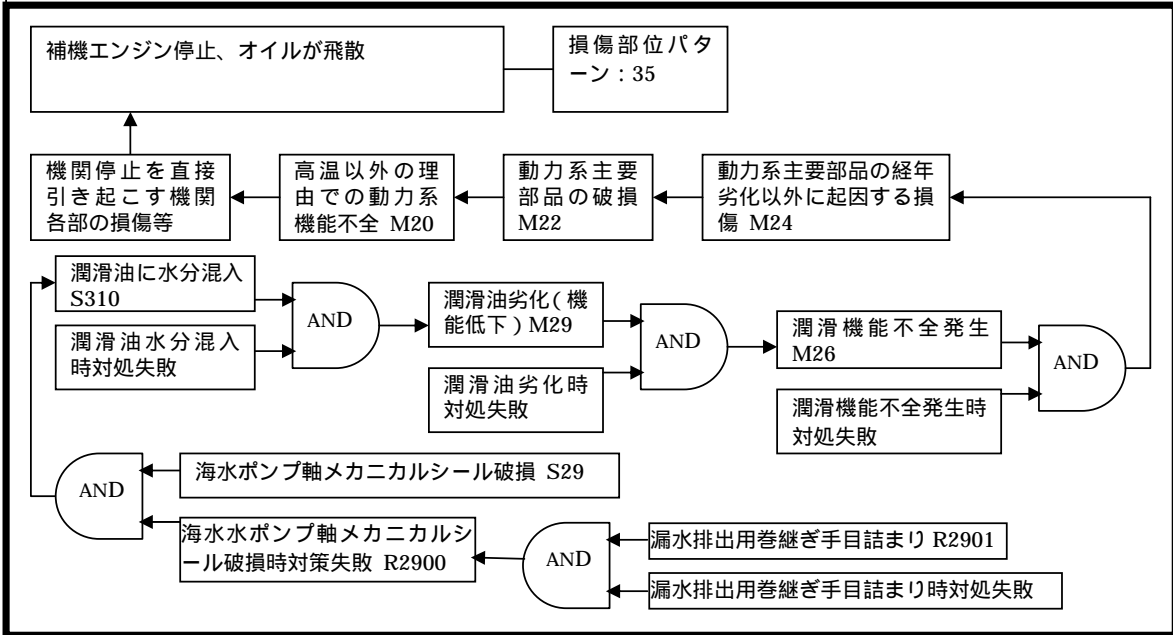 補機エンジン停止、オイルが飛散
損傷部位パタ
ーン：35
機関停止を直接
引き起こす機関
各部の損傷等
高温以外の理
由での動力系
機能不全 M20
動力系主要
部品の破損
M22
動力系主要部品の経年
劣化以外に起因する損
傷 M24
潤滑油に水分混入
S310
潤滑油水分混入
時対処失敗
AND
潤滑油劣化（機
能低下）M29
潤滑油劣化時
対処失敗
AND
潤滑機能不全発生
M26
潤滑機能不全発生時
対処失敗
AND
AND
海水ポンプ軸メカニカルシール破損 S29
海水水ポンプ軸メカニカルシ
ール破損時対策失敗 R2900
AND
漏水排出用巻継ぎ手目詰まり R2901
漏水排出用巻継ぎ手目詰まり時対処失敗